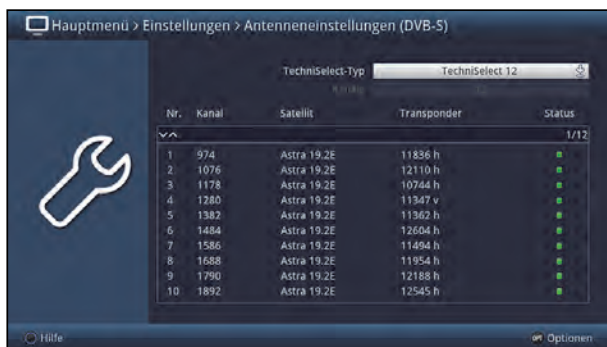 Hauptmenü > Einstellungen > Antenneneinstellungen (DVB-S)
TechniSelect-Typ TechniSelect 12
Nr. Kanal Satellit Transponder Status
1/12
1 974 Astra 19.2E 11836 h
2 1076 Astra 19.2E 12110 h
3 1178 Astra 19.2E 10744 h
4 1280 Astra 19.2E 11347 v
5 1382 Astra 19.2E 11362 h
6 1484 Astra 19.2E 12604 h
7 1586 Astra 19.2E 11494 h
8 1688 Astra 19.2E 11954 h
9 1790 Astra 19.2E 12188 h
10 1892 Astra 19.2E 12545 h
Hilfe OPT Optionen